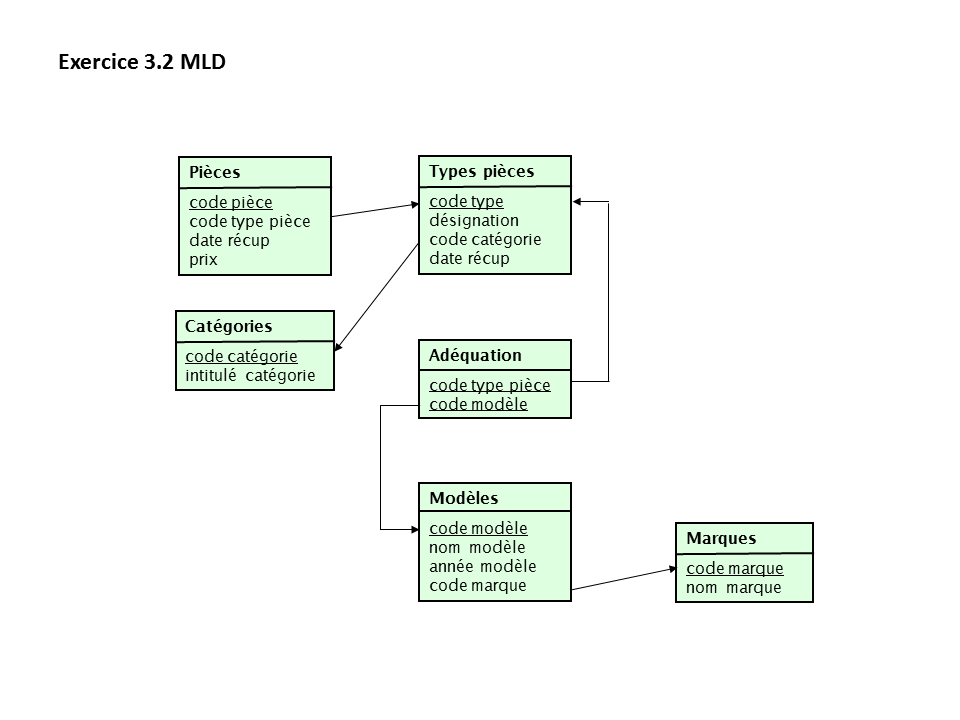 Exercice 3.2 MLD
Pièces
code pièce
code type pièce
date récup
prix
Types pièces
code type
désignation
code catégorie
date récup
Catégories
code catégorie
intitulé catégorie
Adéquation
code type pièce
code modèle
Modèles
code modèle
nom modèle
année modèle
code marque
Marques
code marque
nom marque